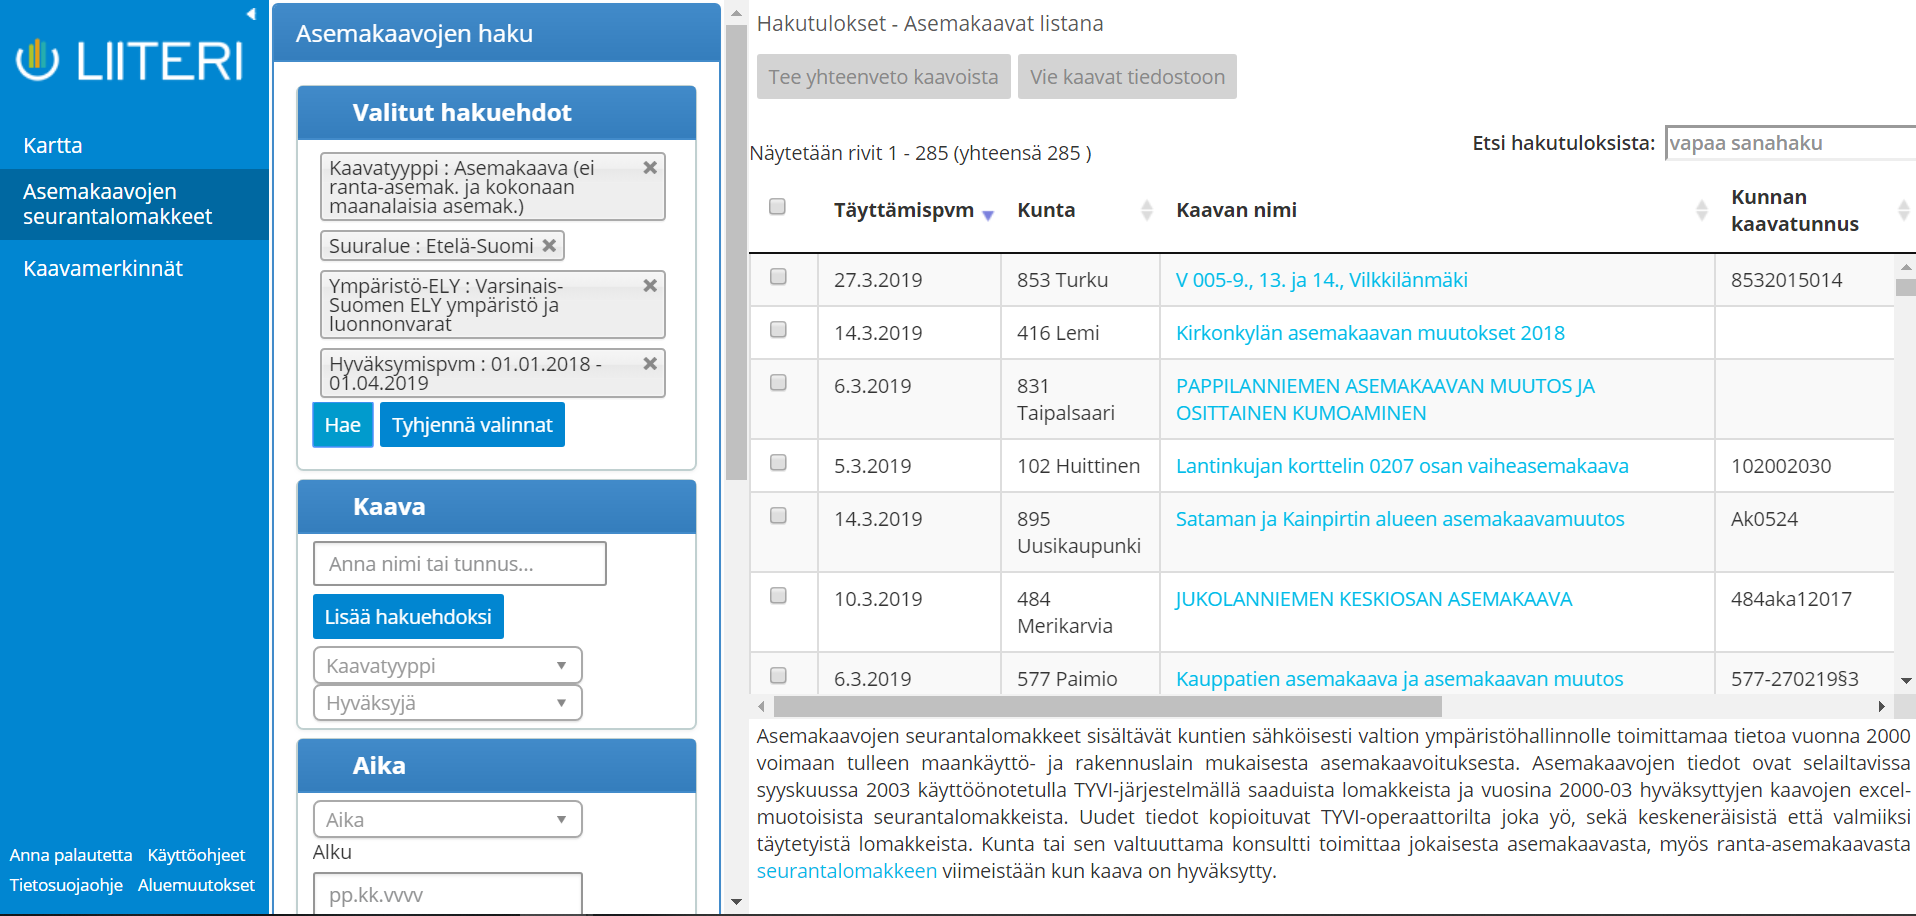 LIITERI
Kartta
Asemakaavojen
seurantalomakkeet
Kaavamerkinnät
Anna palautetta Käyttöohjeet
Tietosuojaohje Aluemuutokset
Asemakaavojen haku
Valitut hakuehdot
Kaavatyyppi : Asemakaava (ei
ranta-asemak. ja kokonaan
maanalaisia asemak.)
Suuralue : Etelä-Suomi
Ympäristö-ELY : Varsinais-
Suomen ELY ympäristö ja
luonnonvarat
Hyväksymispvm : 01.01.2018 -
01.04.2019
Hae Tyhjennä valinnat
Kaava
Anna nimi tai tunnus...
Lisää hakuehdoksi
Kaavatyyppi
Hyväksyjä
Aika
Aika
Alku
pp.kk.vvvv
Hakutulokset - Asemakaavat listana
Tee yhteenveto kaavoista Vie kaavat tiedostoon
Etsi hakutuloksista: vapaa sanahaku
Näytetään rivit 1 - 285 (yhteensä 285 )
Täyttämispvm Kunta Kaavan nimi Kunnan
kaavatunnus
27.3.2019 853 Turku V 005-9., 13. ja 14., Vilkkilänmäki 8532015014
14.3.2019 416 Lemi Kirkonkylän asemakaavan muutokset 2018
6.3.2019 831 PAPPILANNIEMEN ASEMAKAAVAN MUUTOS JA
Taipalsaari OSITTAINEN KUMOAMINEN
5.3.2019 102 Huittinen Lantinkujan korttelin 0207 osan vaiheasemakaava 102002030
14.3.2019 895 Sataman ja Kainpirtin alueen asemakaavamuutos Ak0524
Uusikaupunki
10.3.2019 484 JUKOLANNIEMEN KESKIOSAN ASEMAKAAVA 484aka12017
Merikarvia
6.3.2019 577 Paimio Kauppatien asemakaava ja asemakaavan muutos 577-270219§3
Asemakaavojen seurantalomakkeet sisältävät kuntien sähköisesti valtion ympäristöhallinnolle toimittamaa tietoa vuonna 2000
voimaan tulleen maankäyttö- ja rakennuslain mukaisesta asemakaavoituksesta. Asemakaavojen tiedot ovat selailtavissa
syyskuussa 2003 käyttöönotetulla TYVI-järjestelmällä saaduista lomakkeista ja vuosina 2000-03 hyväksyttyjen kaavojen excel-
muotoisista seurantalomakkeista. Uudet tiedot kopioituvat TYVI-operaattorilta joka yö, sekä keskeneräisistä että valmiiksi
täytetyistä lomakkeista. Kunta tai sen valtuuttama konsultti toimittaa jokaisesta asemakaavasta, myös ranta-asemakaavasta
seurantalomakkeen viimeistään kun kaava on hyväksytty.